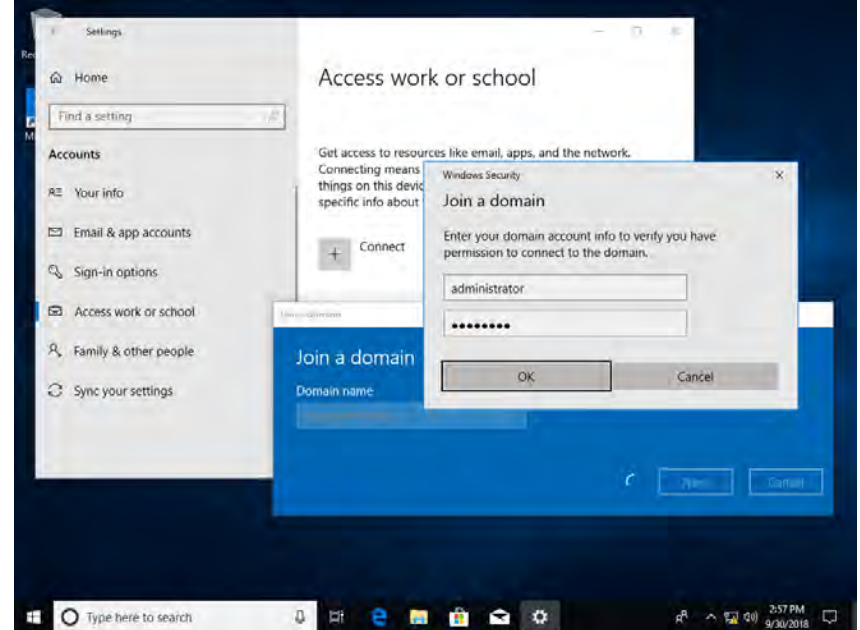 Settings
Home
Find a setting
Accounts
Your info
Email & app accounts
Sign-in options
Access work or school
Family & other people
Sync your settings
Access work or school
Get access to resources like email, apps, and the network.
Connecting means
things on this devic
specific info about
Connect
Windows Security
Join a domain
Enter your domain account info to verify you have
permission to connect to the domain.
administrator
●●●●●●●●
OK
Cancel
Join a domain
Domain name
Next
Cancel
Type here to search
2:57 PM
9/30/2018